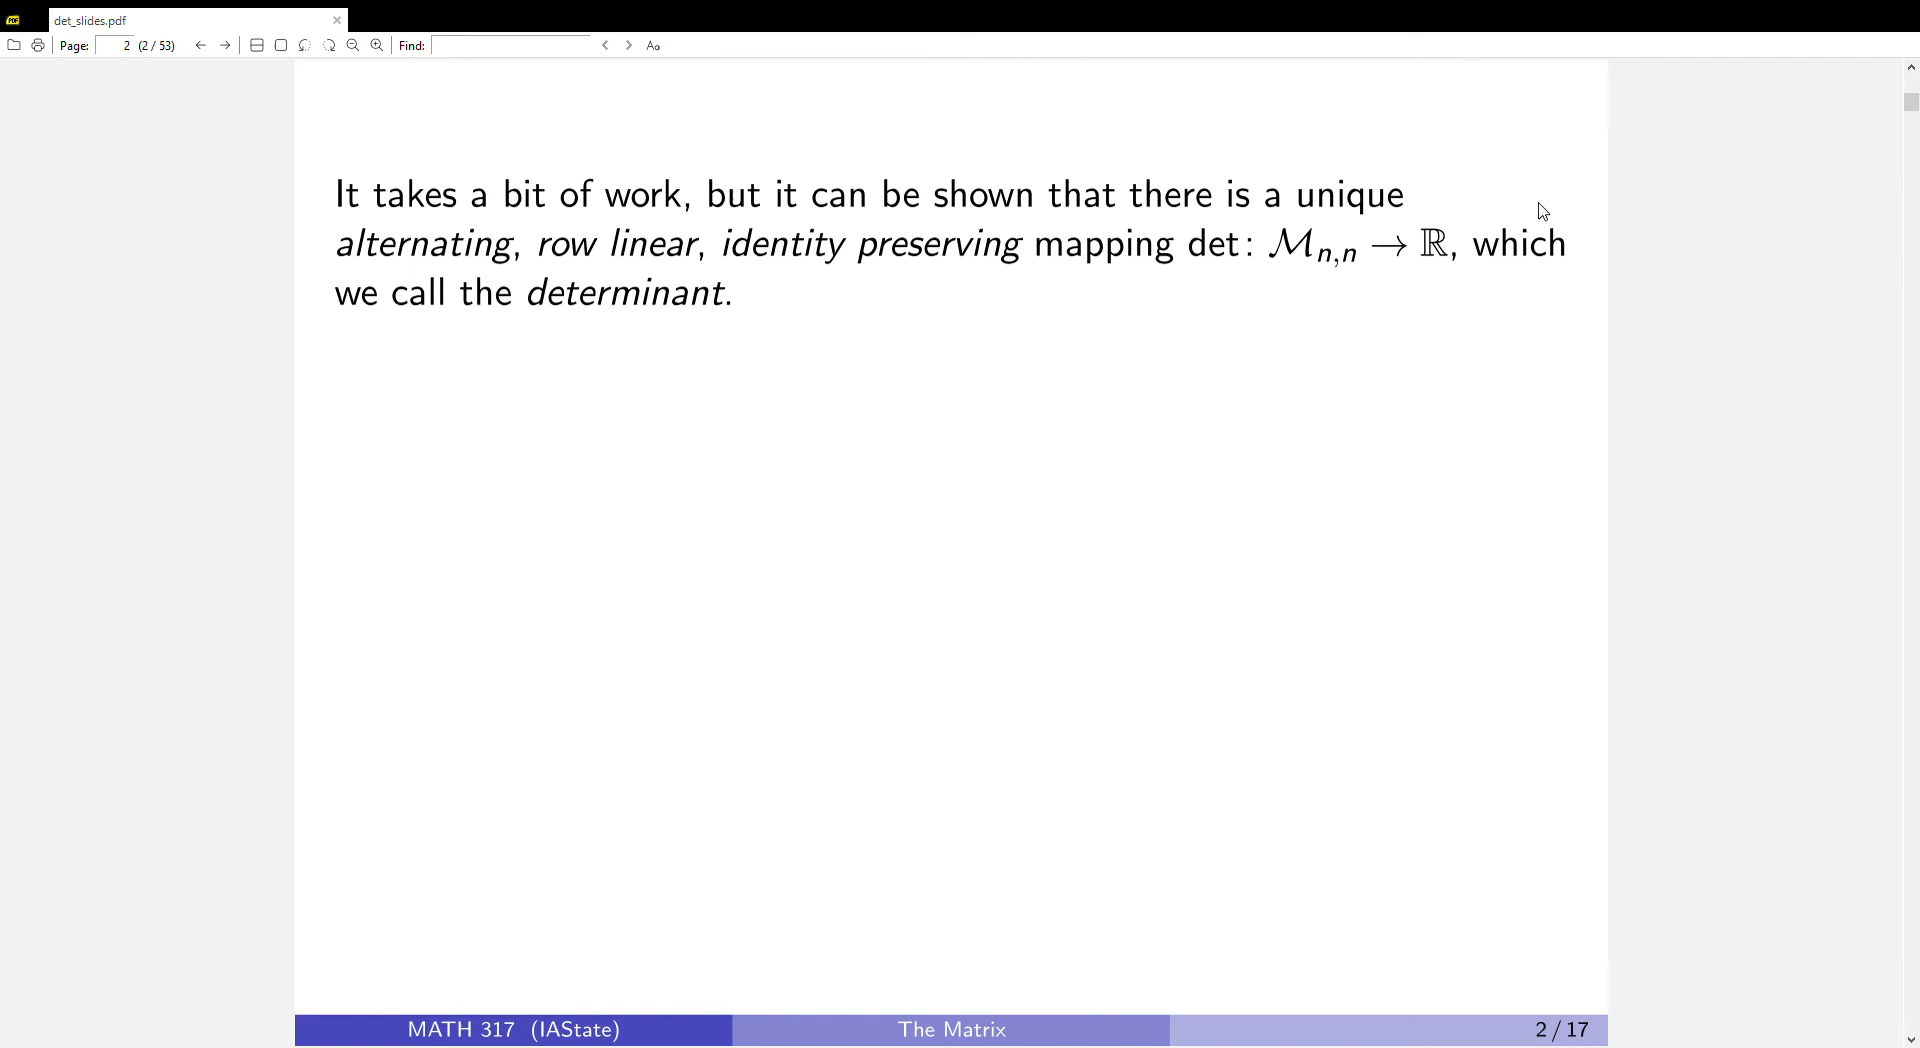 det_slides.pdf
Page: 2 (2 / 53) Find: Aa
It takes a bit of work, but it can be shown that there is a unique
alternating, row linear, identity preserving mapping det: ℳn,n → ℝ, which
we call the determinant.
MATH 317 (IAState) The Matrix 2 / 17